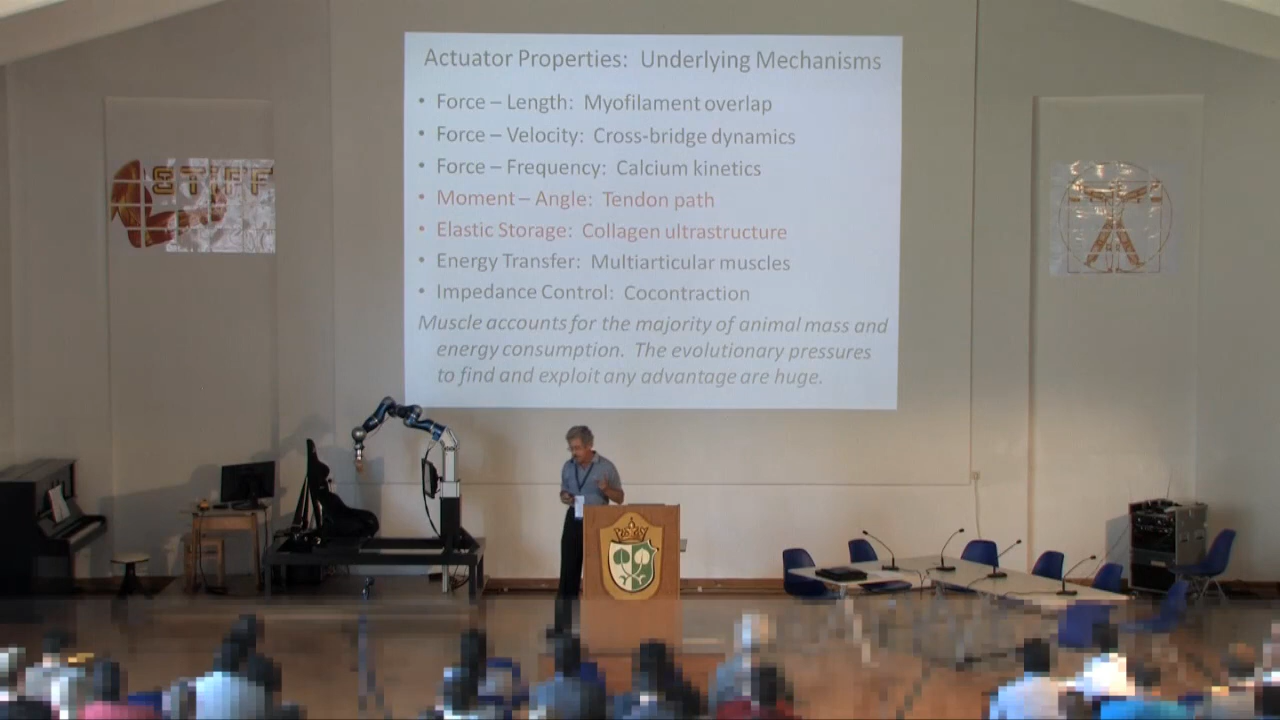 Actuator Properties: Underlying Mechanisms
• Force – Length: Myofilament overlap
• Force – Velocity: Cross-bridge dynamics
• Force – Frequency: Calcium kinetics
• Moment – Angle: Tendon path
• Elastic Storage: Collagen ultrastructure
• Energy Transfer: Multiarticular muscles
• Impedance Control: Cocontraction
Muscle accounts for the majority of animal mass and
energy consumption. The evolutionary pressures
to find and exploit any advantage are huge.
STIFF